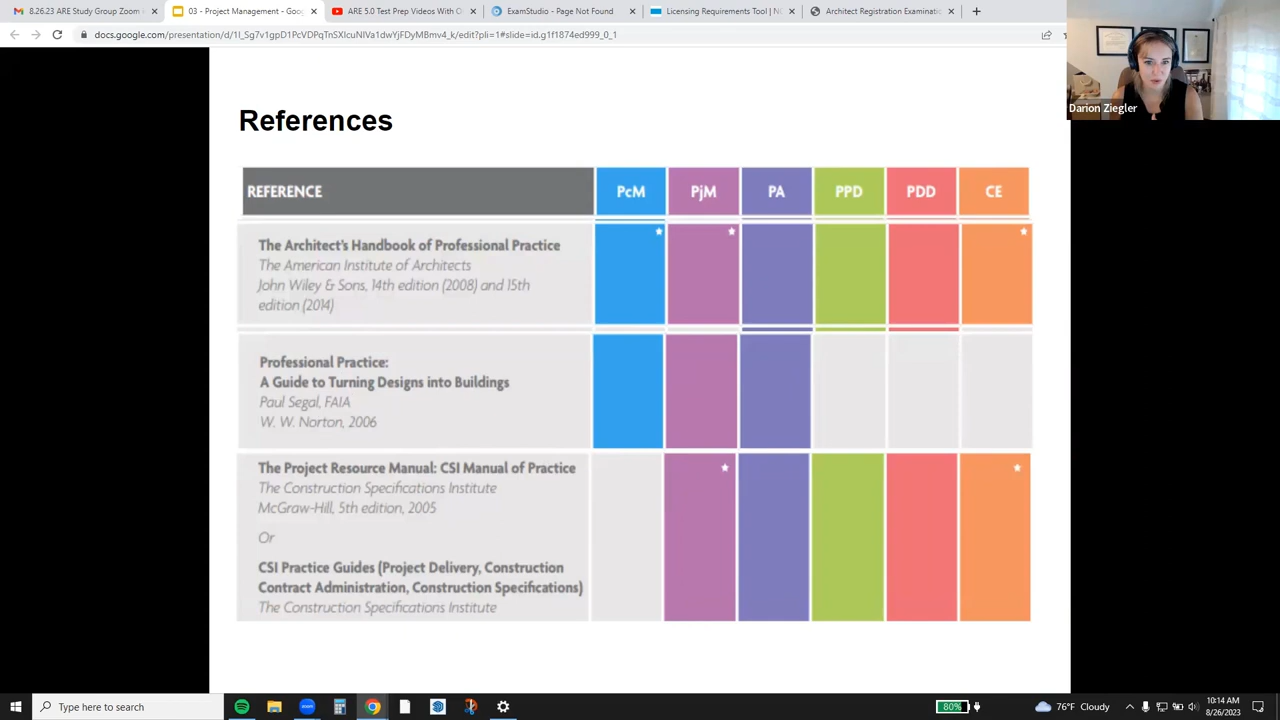 8.26.23 ARE Study Group Zoom
03 - Project Management - Goog
ARE 5.0 Test Prep Videos With O
ExamStudio - Page Not Found
Licensing Requirements Tool | NC
Architect Registration Examinatio
docs.google.com/presentation/d/1I_Sg7v1gpD1PcVDPqTnSXIcuNIVa1dwYjFDyMBmv4_k/edit?pli=1#slide=id.g1f1874ed999_0_1
Darion Ziegler
References
REFERENCE PcM PjM PA PPD PDD CE
The Architect's Handbook of Professional Practice
The American Institute of Architects
John Wiley & Sons, 14th edition (2008) and 15th
edition (2014)
Professional Practice:
A Guide to Turning Designs into Buildings
Paul Segal, FAIA
W. W. Norton, 2006
The Project Resource Manual: CSI Manual of Practice
The Construction Specifications Institute
McGraw-Hill, 5th edition, 2005
Or
CSI Practice Guides (Project Delivery, Construction
Contract Administration, Construction Specifications)
The Construction Specifications Institute
Type here to search
80%
76°F Cloudy
10:14 AM
8/26/2023